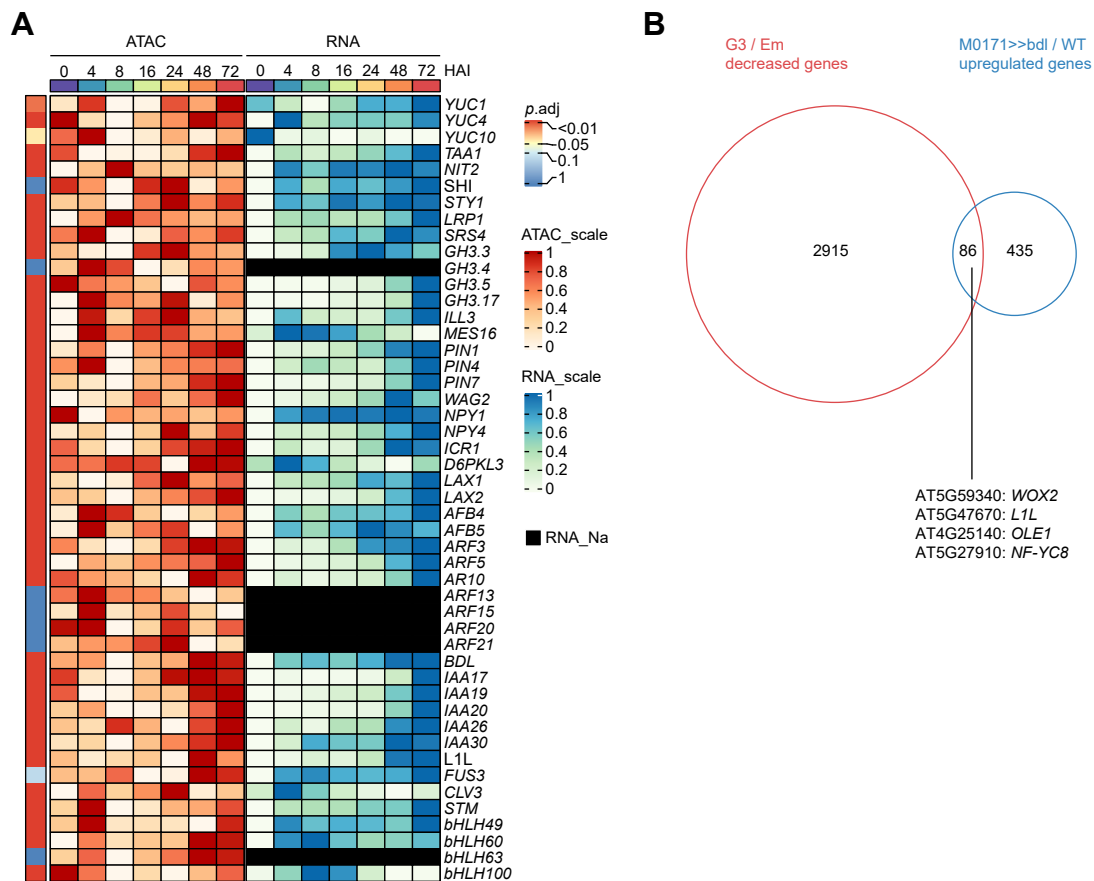 A
ATAC RNA
0 4 8 16 24 48 72 0 4 8 16 24 48 72 HAI
YUC1
YUC4
YUC10
TAA1
NIT2
SHI
STY1
LRP1
SRS4
GH3.3
GH3.4
GH3.5
GH3.17
ILL3
MES16
PIN1
PIN4
PIN7
WAG2
NPY1
NPY4
ICR1
D6PKL3
LAX1
LAX2
AFB4
AFB5
ARF3
ARF5
AR10
ARF13
ARF15
ARF20
ARF21
BDL
IAA17
IAA19
IAA20
IAA26
IAA30
L1L
FUS3
CLV3
STM
bHLH49
bHLH60
bHLH63
bHLH100
p.adj
<0.01
0.05
0.1
1
ATAC_scale
1
0.8
0.6
0.4
0.2
0
RNA_scale
1
0.8
0.6
0.4
0.2
0
RNA_Na
B
G3 / Em
decreased genes
M0171>>bdl / WT
upregulated genes
2915 86 435
AT5G59340: WOX2
AT5G47670: L1L
AT4G25140: OLE1
AT5G27910: NF-YC8